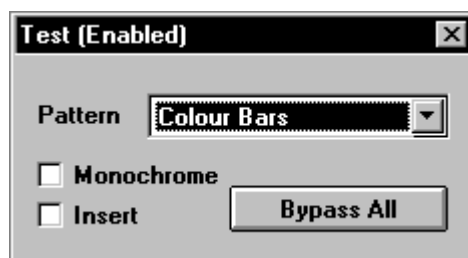 Test (Enabled)
Pattern Colour Bars
Monochrome
Insert Bypass All